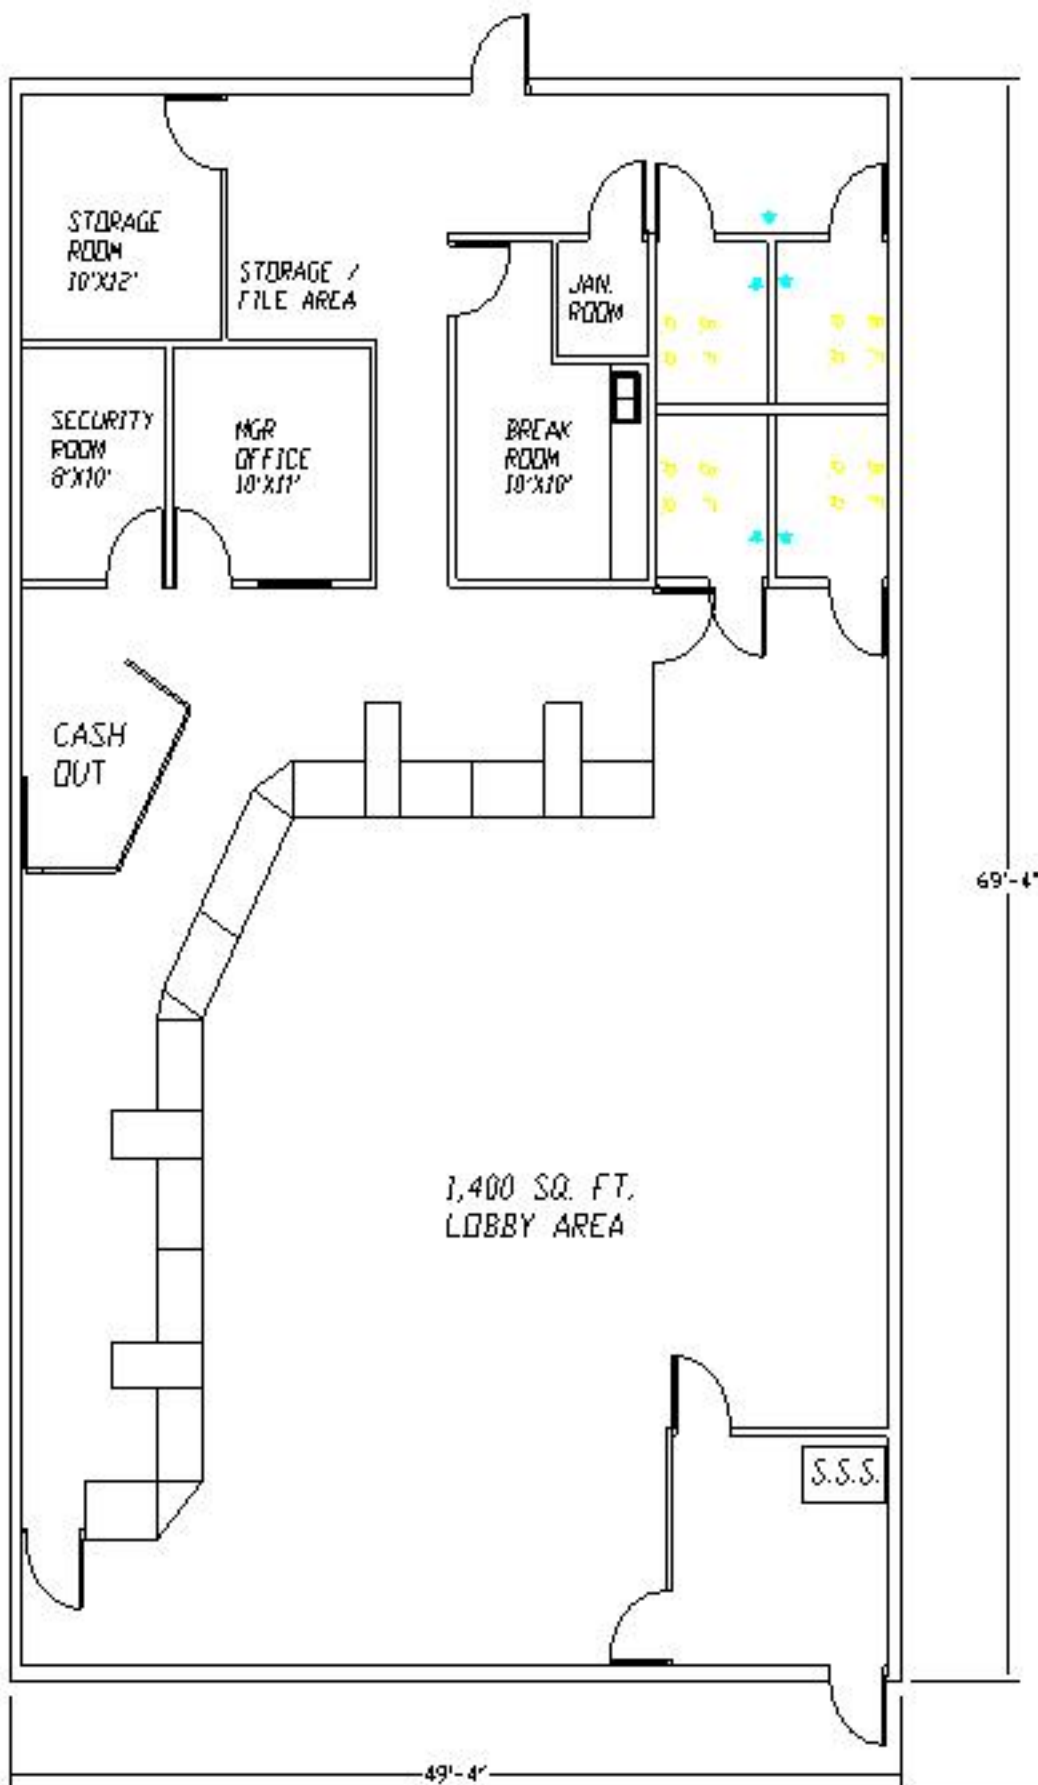 STORAGE
ROOM
10'X12'
STORAGE /
FILE AREA
JAN.
ROOM
SECURITY
ROOM
8'X10'
MGR
OFFICE
10'X11'
BREAK
ROOM
10'X10'
CASH
OUT
69'-4"
1,400 SQ. FT.
LOBBY AREA
S.S.S.
49'-4"